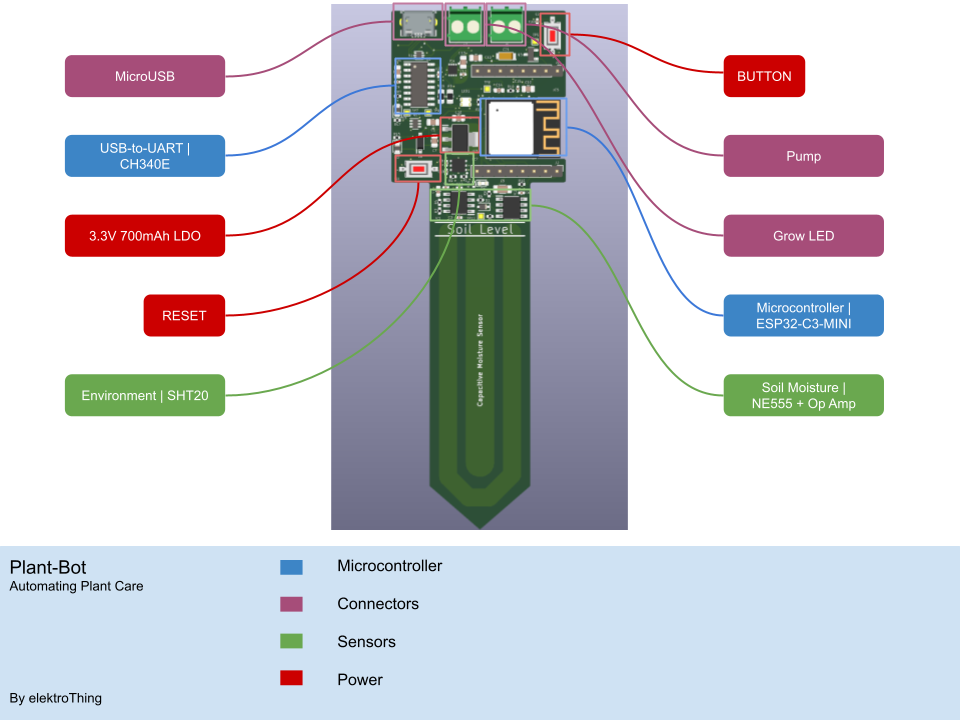 MicroUSB
USB-to-UART |
CH340E
3.3V 700mAh LDO
RESET
Environment | SHT20
BUTTON
Pump
Grow LED
Microcontroller |
ESP32-C3-MINI
Soil Moisture |
NE555 + Op Amp
Soil Level
Capacitive Moisture Sensor
Plant-Bot
Automating Plant Care
By elektroThing
Microcontroller
Connectors
Sensors
Power